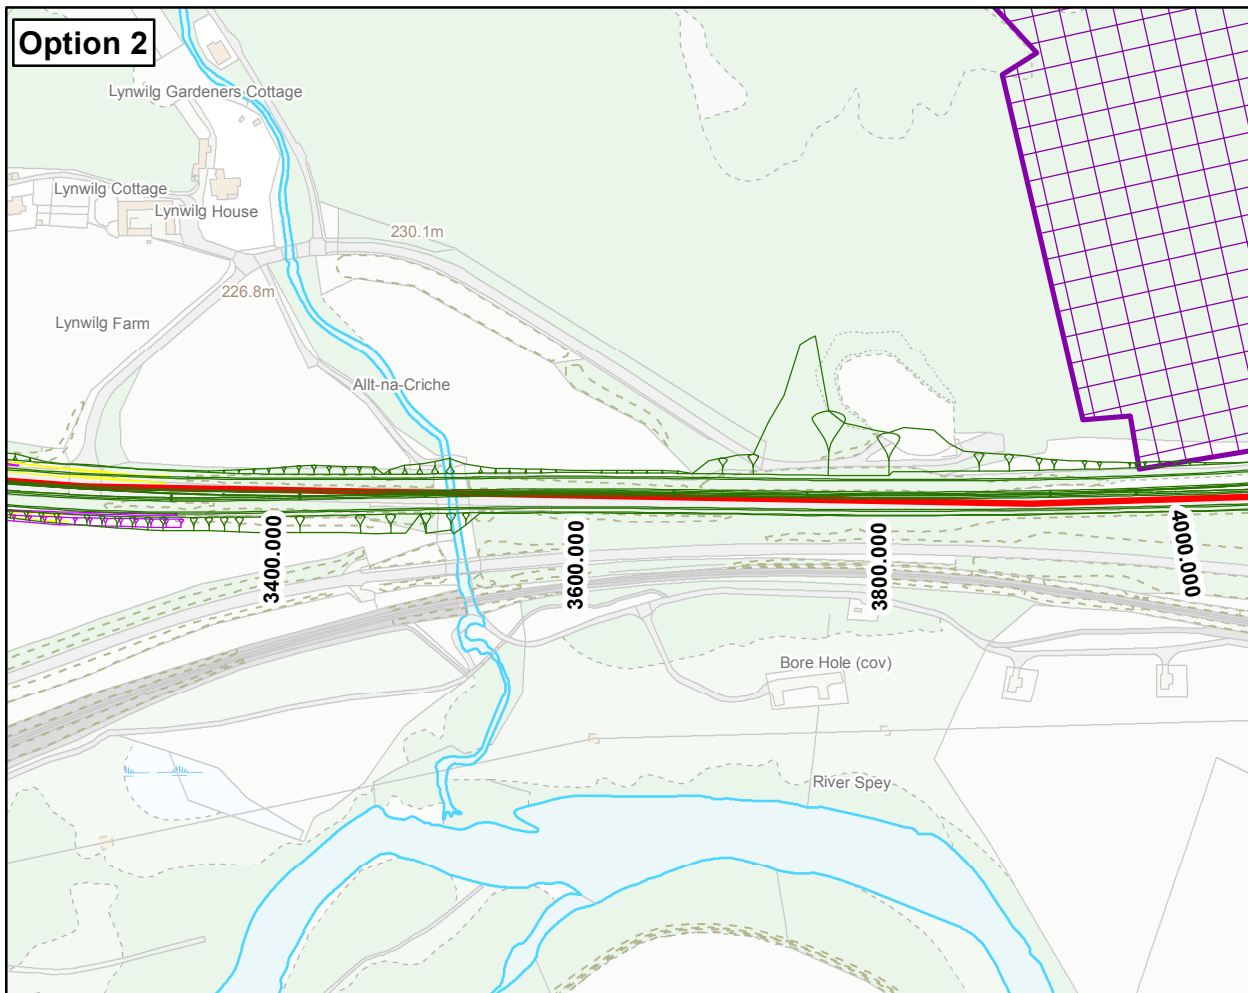 Option 2
Lynwilg Gardeners Cottage
Lynwilg Cottage
Lynwilg House
230.1m
226.8m
Lynwilg Farm
Allt-na-Criche
3400.000
3600.000
3800.000
4000.000
Bore Hole (cov)
River Spey